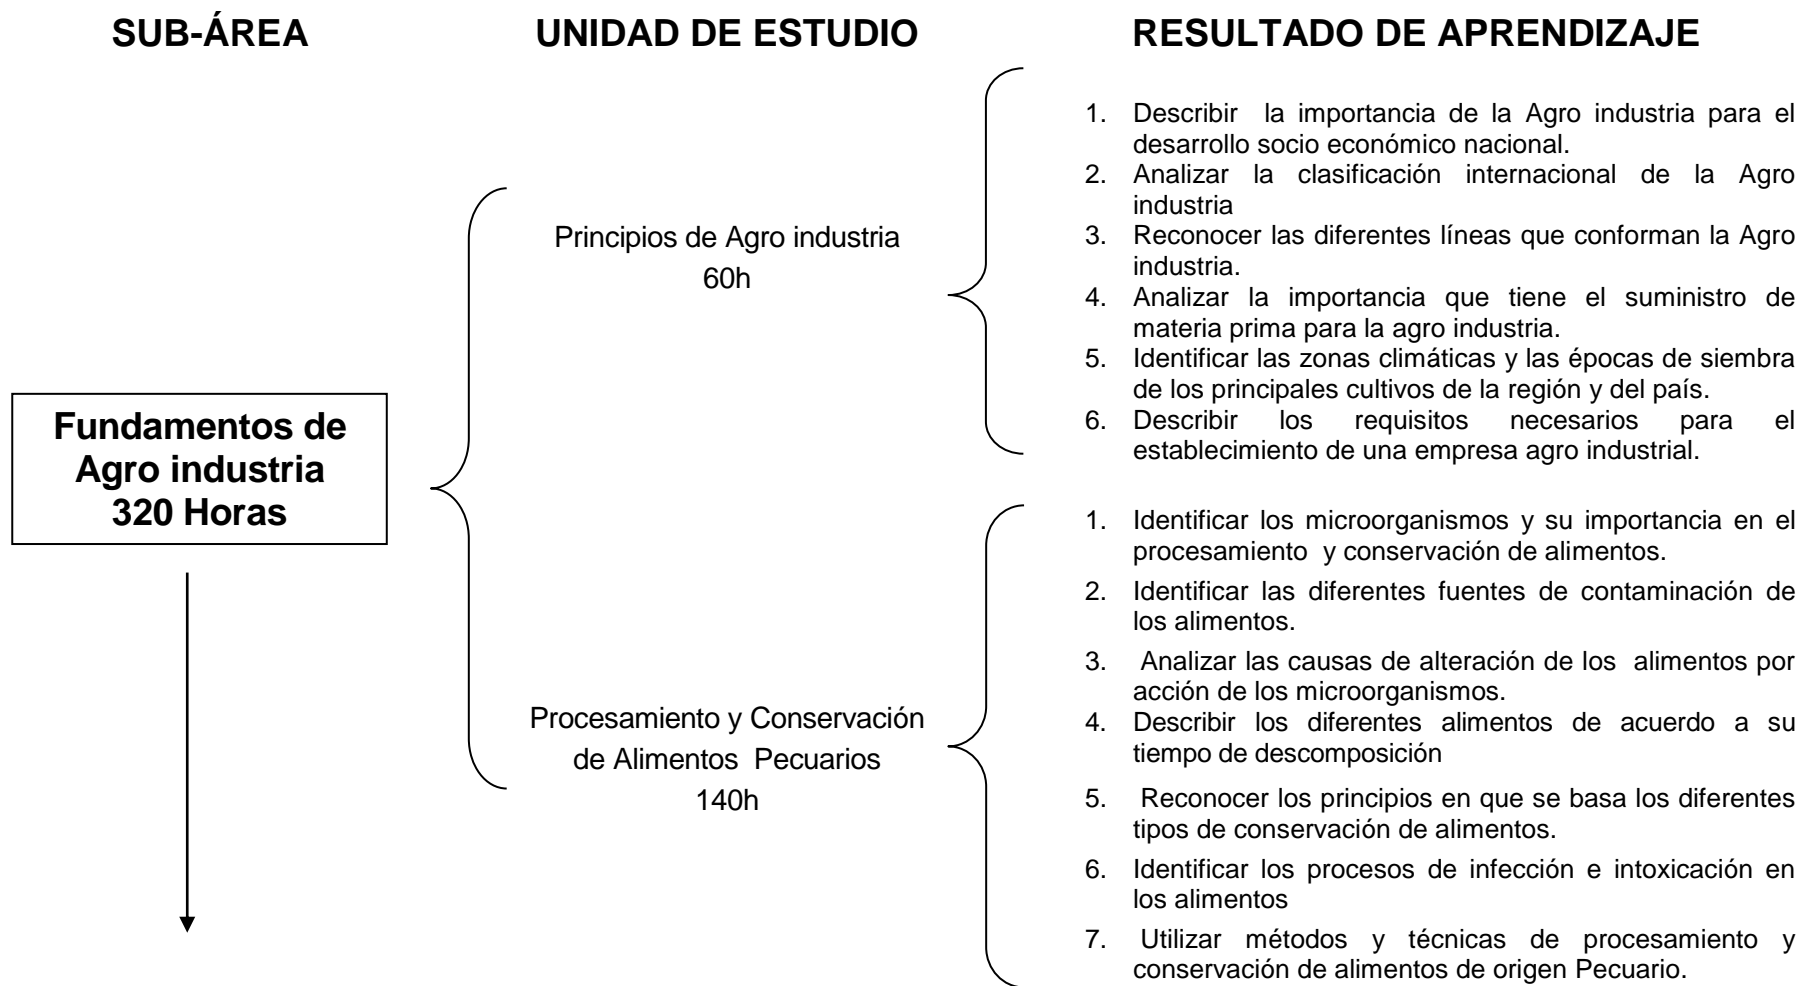 SUB-ÁREA
UNIDAD DE ESTUDIO
RESULTADO DE APRENDIZAJE
Fundamentos de
Agro industria
320 Horas
Principios de Agro industria
60h
1. Describir la importancia de la Agro industria para el
desarrollo socio económico nacional.
2. Analizar la clasificación internacional de la Agro
industria
3. Reconocer las diferentes líneas que conforman la Agro
industria.
4. Analizar la importancia que tiene el suministro de
materia prima para la agro industria.
5. Identificar las zonas climáticas y las épocas de siembra
de los principales cultivos de la región y del país.
6. Describir los requisitos necesarios para el
establecimiento de una empresa agro industrial.
Procesamiento y Conservación
de Alimentos Pecuarios
140h
1. Identificar los microorganismos y su importancia en el
procesamiento y conservación de alimentos.
2. Identificar las diferentes fuentes de contaminación de
los alimentos.
3. Analizar las causas de alteración de los alimentos por
acción de los microorganismos.
4. Describir los diferentes alimentos de acuerdo a su
tiempo de descomposición
5. Reconocer los principios en que se basa los diferentes
tipos de conservación de alimentos.
6. Identificar los procesos de infección e intoxicación en
los alimentos
7. Utilizar métodos y técnicas de procesamiento y
conservación de alimentos de origen Pecuario.